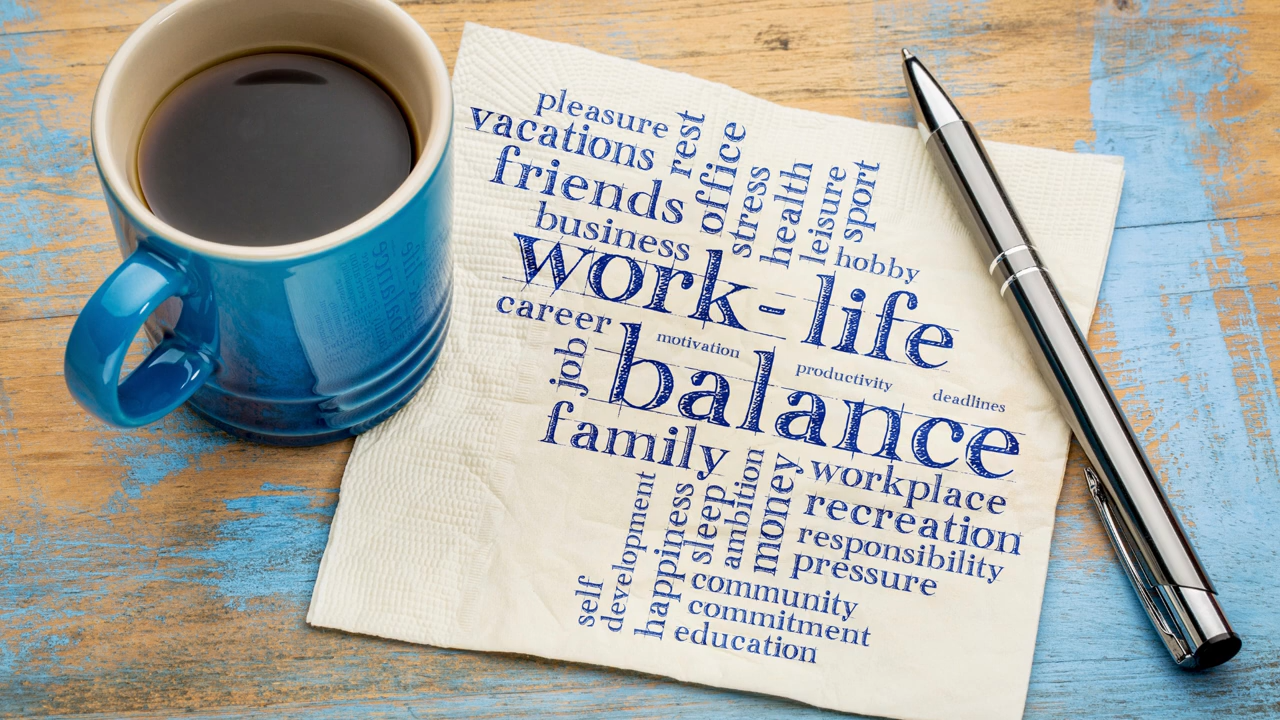 pleasure
vacations
rest
friends
office
stress
health
leisure
sport
business
hobby
work-life
career
motivation
balance
productivity
deadlines
job
family
workplace
recreation
responsibility
pressure
self
development
happiness
sleep
ambition
money
community
commitment
education